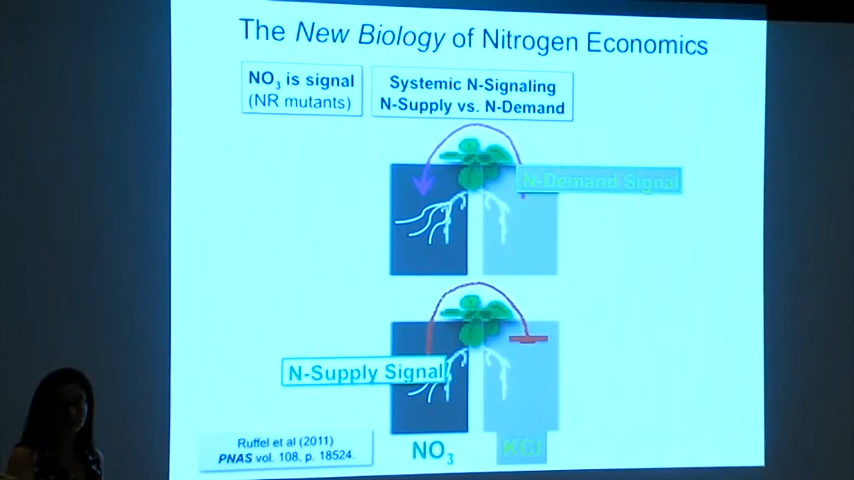 The New Biology of Nitrogen Economics
NO3 is signal
(NR mutants)
Systemic N-Signaling
N-Supply vs. N-Demand
N-Demand Signal
N-Supply Signal
NO3
KCl
Ruffel et al (2011)
PNAS vol. 108, p. 18524.